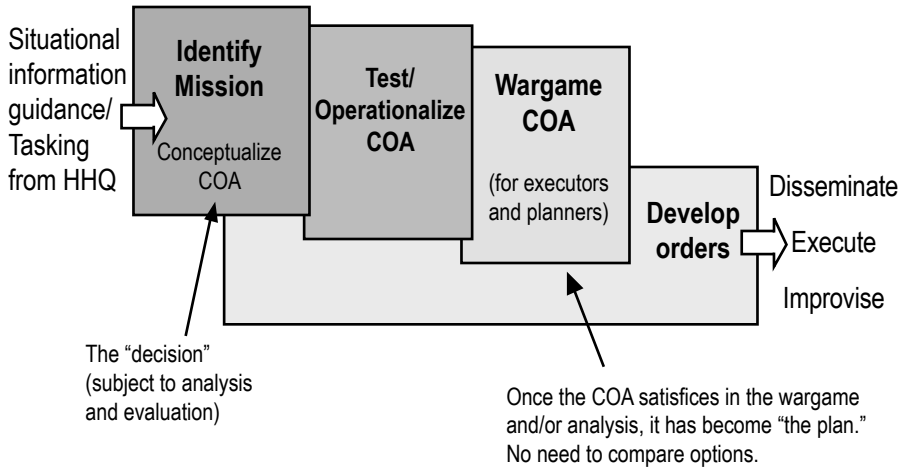 Situational
information
guidance/
Tasking
from HHQ
Identify
Mission
Conceptualize
COA
Test/
Operationalize
COA
Wargame
COA
(for executors
and planners)
Develop
orders
Disseminate
Execute
Improvise
The “decision”
(subject to analysis
and evaluation)
Once the COA satisfices in the wargame
and/or analysis, it has become “the plan.”
No need to compare options.